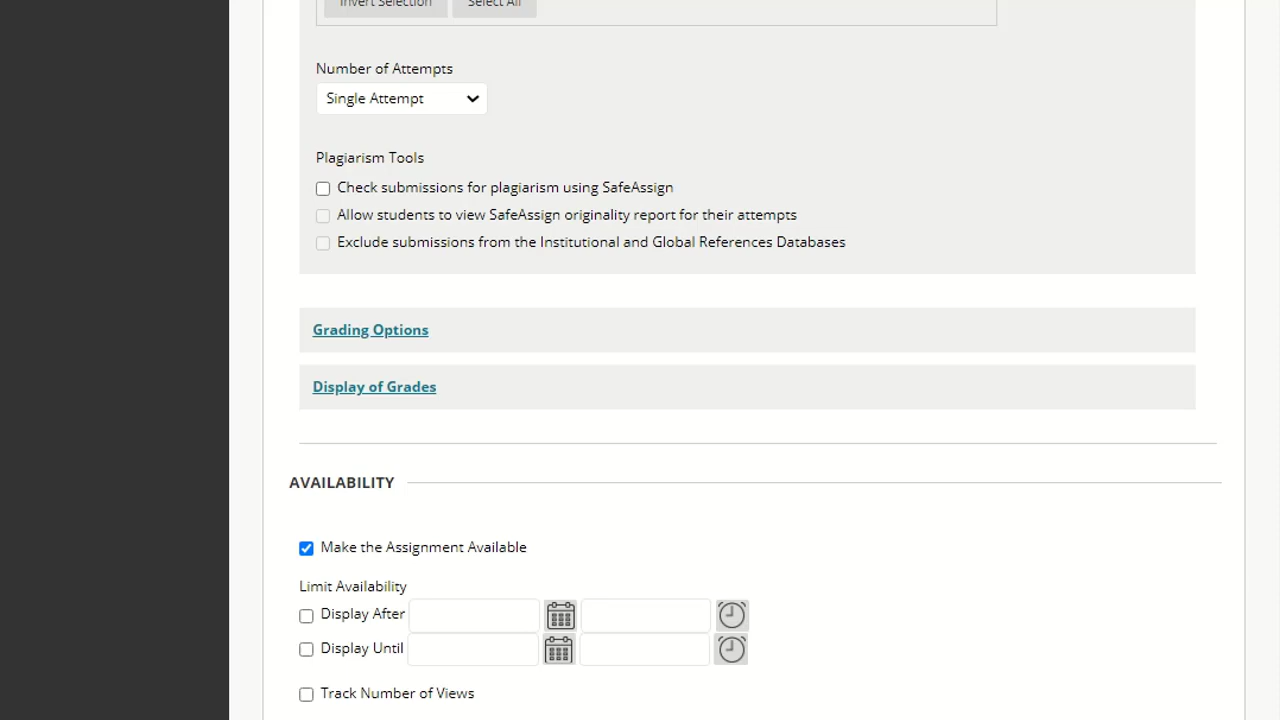 Invert Selection Select All
Number of Attempts
Single Attempt
Plagiarism Tools
Check submissions for plagiarism using SafeAssign
Allow students to view SafeAssign originality report for their attempts
Exclude submissions from the Institutional and Global References Databases
Grading Options
Display of Grades
AVAILABILITY
Make the Assignment Available
Limit Availability
Display After
Display Until
Track Number of Views